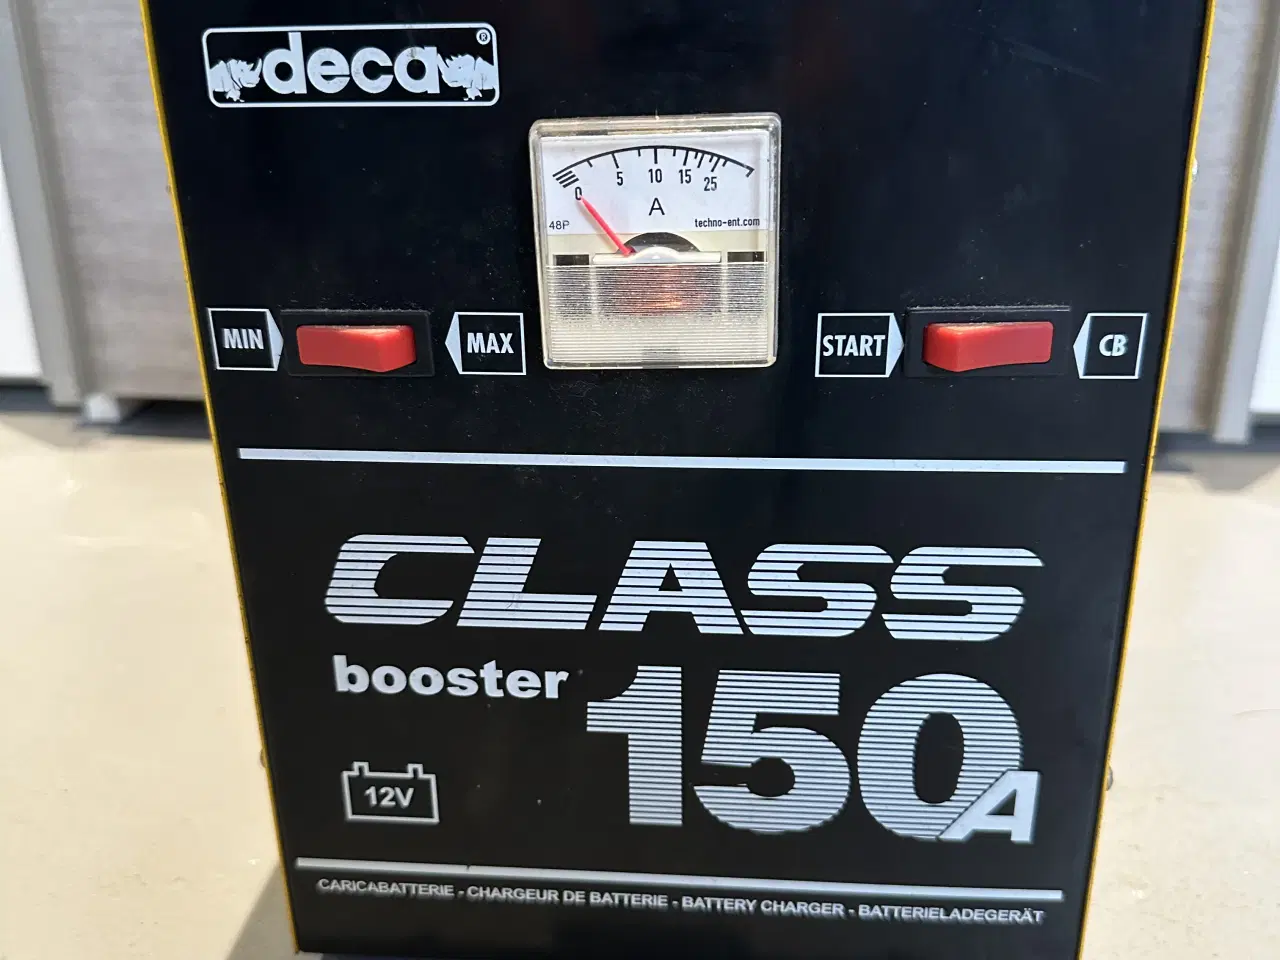 deca®
0 5 10 15 25
A
48P techno-ent.com
MIN MAX START CB
CLASS
booster 150A
12V
CARICABATTERIE - CHARGEUR DE BATTERIE - BATTERY CHARGER - BATTERIELADEGERÄT